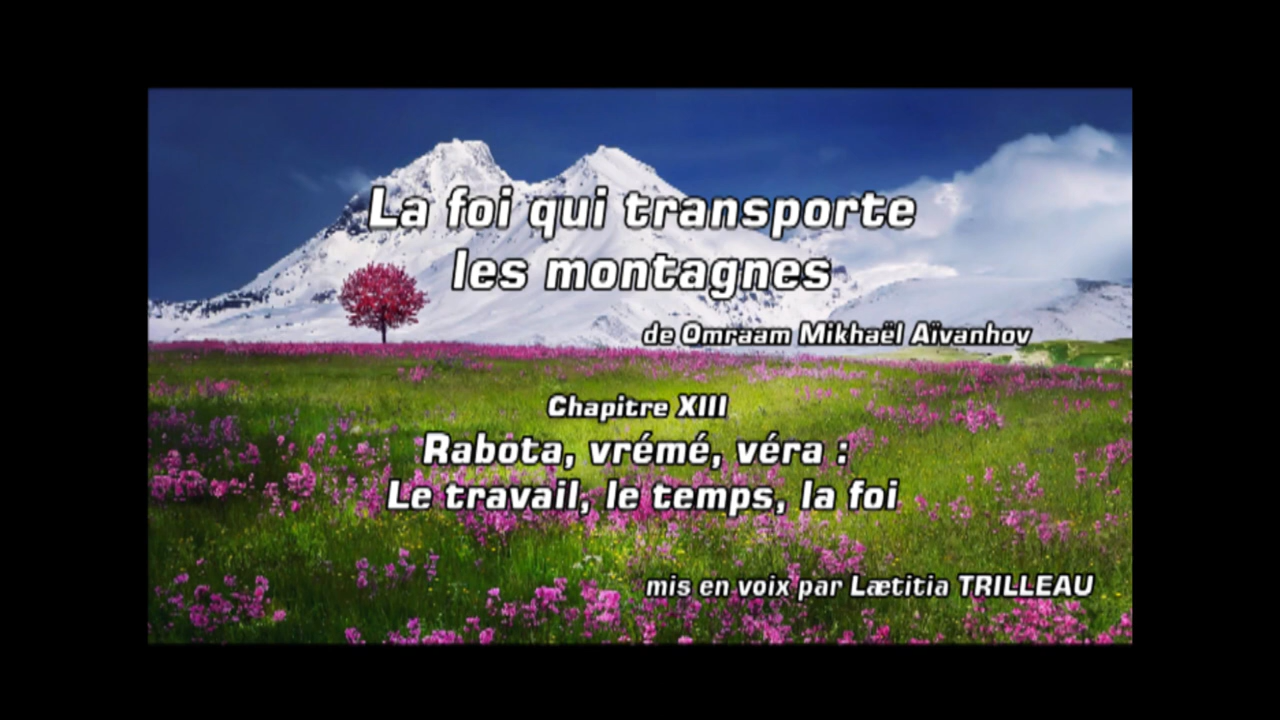 La foi qui transporte
les montagnes
de Omraam Mikhaël Aïvanhov
Chapitre XIII
Rabota, vrémé, véra :
Le travail, le temps, la foi
mis en voix par Lætitia TRILLEAU